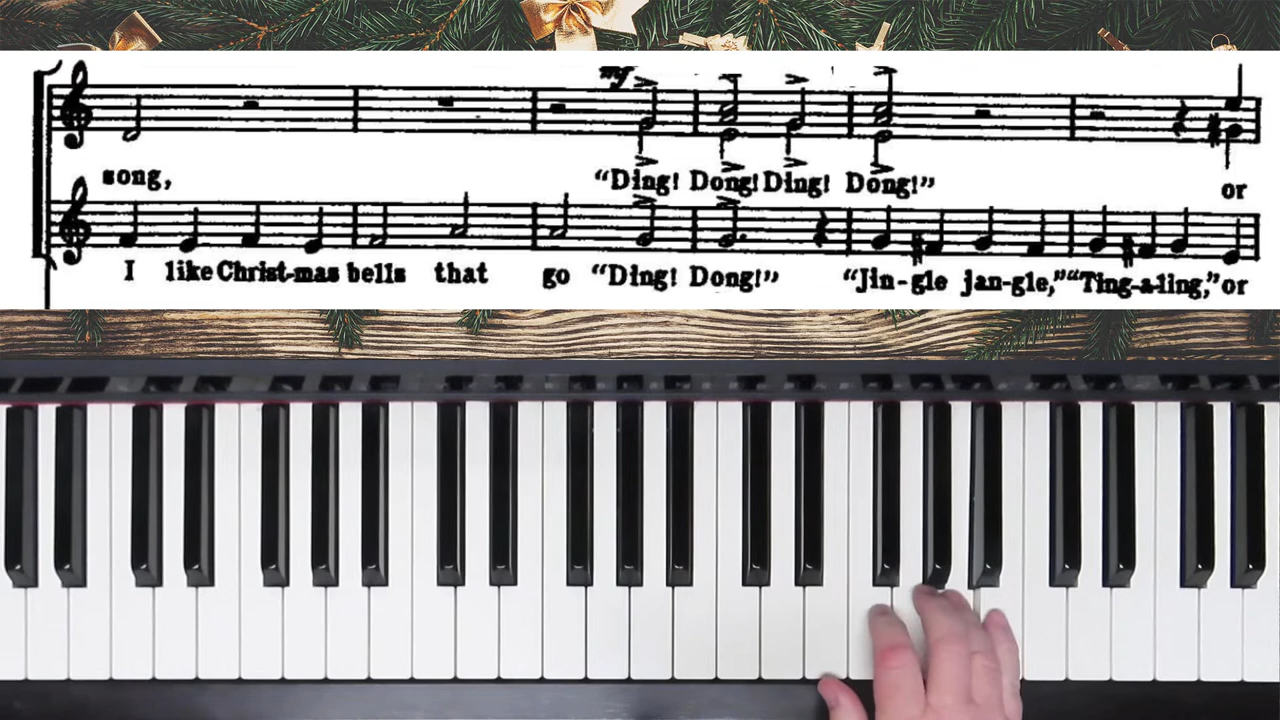 mf
song, “Ding! Dong! Ding! Dong!” or
I like Christ-mas bells that go “Ding! Dong!” “Jin-gle jan-gle,” “Ting-a-ling,” or